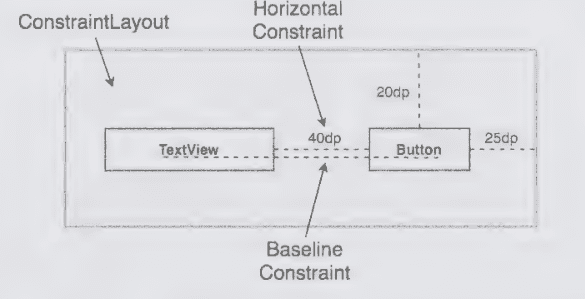 Horizontal
Constraint
ConstraintLayout
20dp
40dp
25dp
TextView
Button
Baseline
Constraint